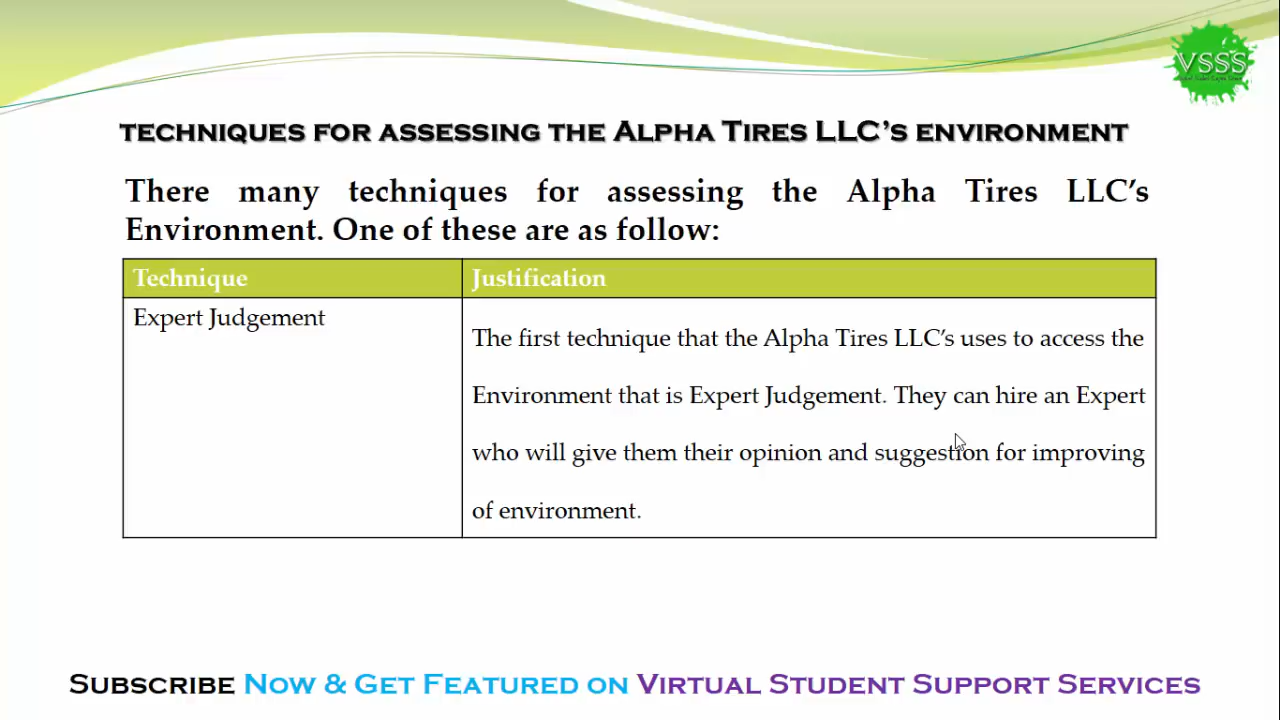 VSSS
TECHNIQUES FOR ASSESSING THE ALPHA TIRES LLC'S ENVIRONMENT
There many techniques for assessing the Alpha Tires LLC's
Environment. One of these are as follow:
Technique
Justification
Expert Judgement
The first technique that the Alpha Tires LLC's uses to access the
Environment that is Expert Judgement. They can hire an Expert
who will give them their opinion and suggestion for improving
of environment.
SUBSCRIBE NOW & GET FEATURED ON VIRTUAL STUDENT SUPPORT SERVICES